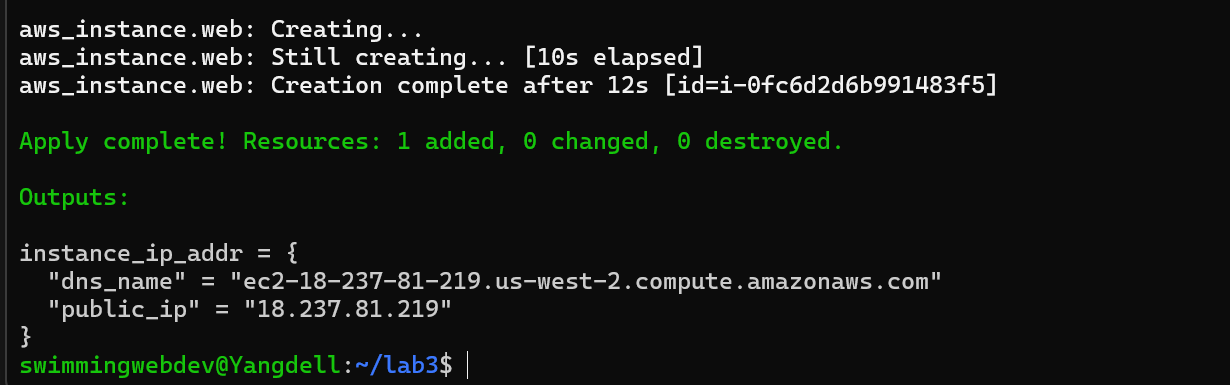 aws_instance.web: Creating...
aws_instance.web: Still creating... [10s elapsed]
aws_instance.web: Creation complete after 12s [id=i-0fc6d2d6b991483f5]
Apply complete! Resources: 1 added, 0 changed, 0 destroyed.
Outputs:
instance_ip_addr = {
  "dns_name" = "ec2-18-237-81-219.us-west-2.compute.amazonaws.com"
  "public_ip" = "18.237.81.219"
}
swimmingwebdev@Yangdell:~/lab3$